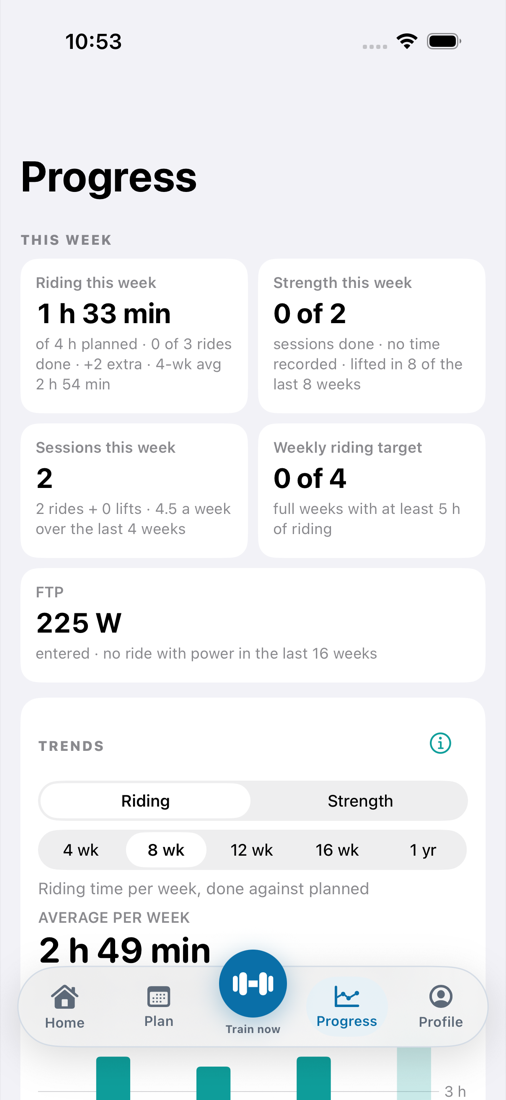 10:53
Progress
THIS WEEK
Riding this week
1 h 33 min
of 4 h planned · 0 of 3 rides
done · +2 extra · 4-wk avg
2 h 54 min
Strength this week
0 of 2
sessions done · no time
recorded · lifted in 8 of the
last 8 weeks
Sessions this week
2
2 rides + 0 lifts · 4.5 a week
over the last 4 weeks
Weekly riding target
0 of 4
full weeks with at least 5 h
of riding
FTP
225 W
entered · no ride with power in the last 16 weeks
TRENDS
Riding
Strength
4 wk
8 wk
12 wk
16 wk
1 yr
Riding time per week, done against planned
AVERAGE PER WEEK
2 h 49 min
Home
Plan
Train now
Progress
Profile
3 h